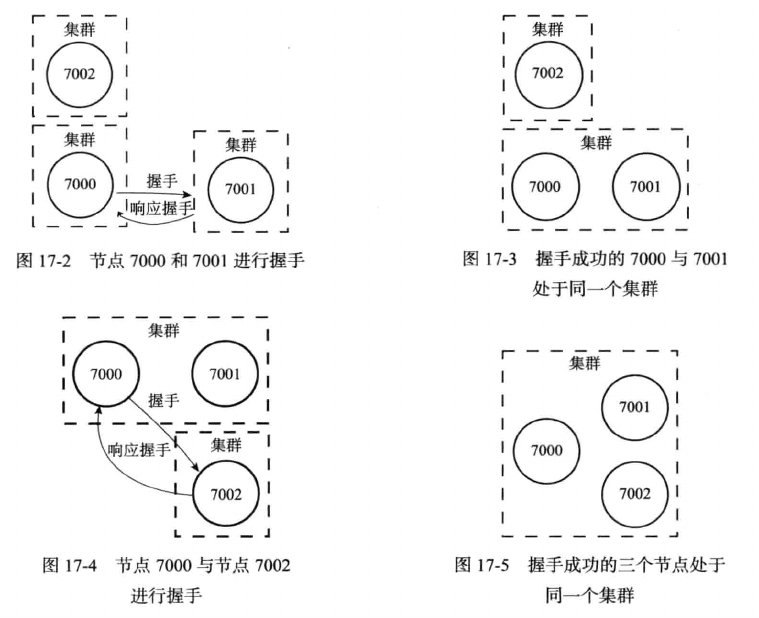 集群
7002
集群
7000
握手
响应握手
集群
7001
图 17-2 节点 7000 和 7001 进行握手
集群
7002
集群
7000
7001
图 17-3 握手成功的 7000 与 7001
处于同一个集群
集群
7000
7001
握手
响应握手
集群
7002
图 17-4 节点 7000 与节点 7002
进行握手
集群
7001
7000
7002
图 17-5 握手成功的三个节点处于
同一个集群